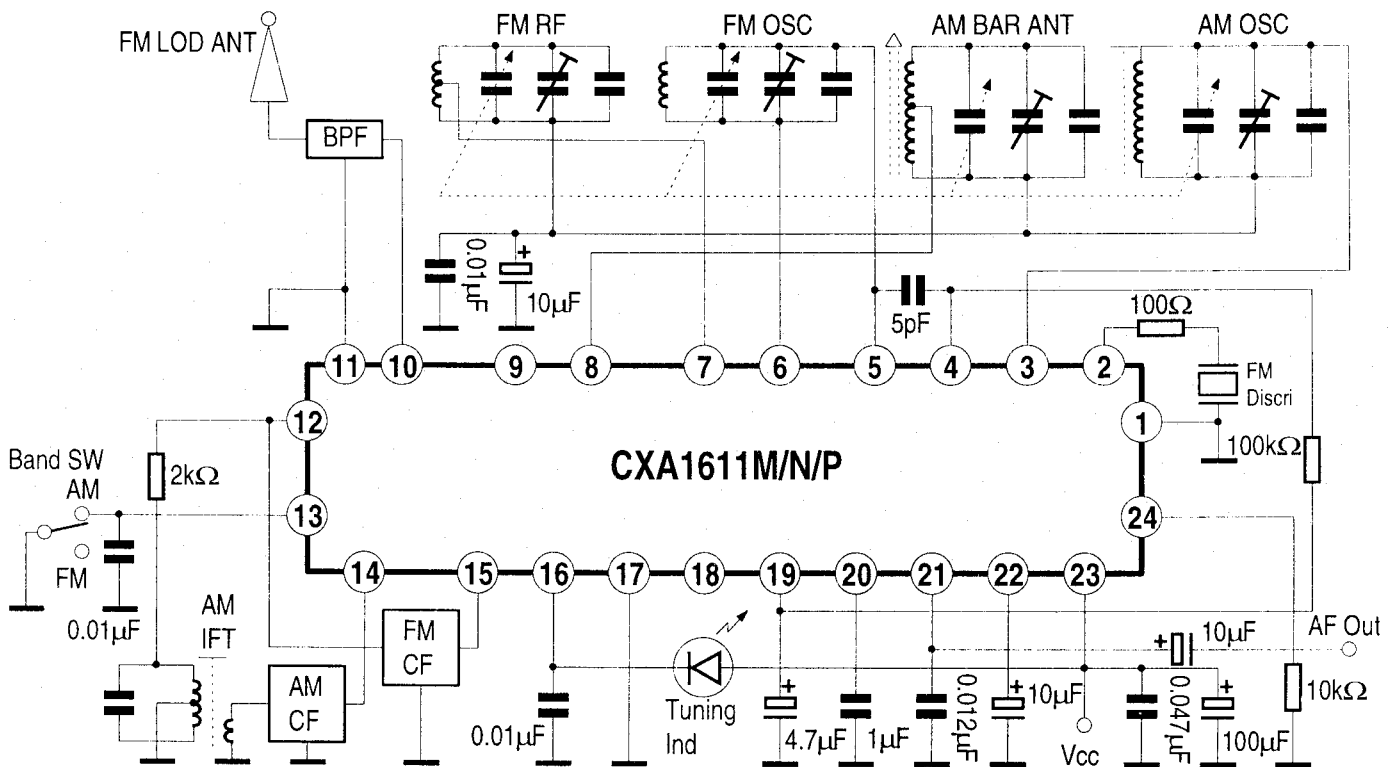 FM LOD ANT
FM RF
FM OSC
AM BAR ANT
AM OSC
BPF
0.01µF
10µF
5pF
100Ω
FM
Discri
100kΩ
11
10
9
8
7
6
5
4
3
2
12
1
2kΩ
CXA1611M/N/P
Band SW
AM
13
24
FM
0.01µF
14
15
16
17
18
19
20
21
22
23
AM
IFT
FM
CF
AM
CF
0.01µF
Tuning
Ind
4.7µF
1µF
0.012µF
10µF
Vcc
0.047µF
10µF
AF Out
100µF
10kΩ